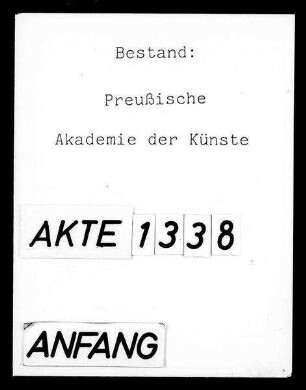 Bestand:
Preußische
Akademie der Künste
AKTE 1338
ANFANG